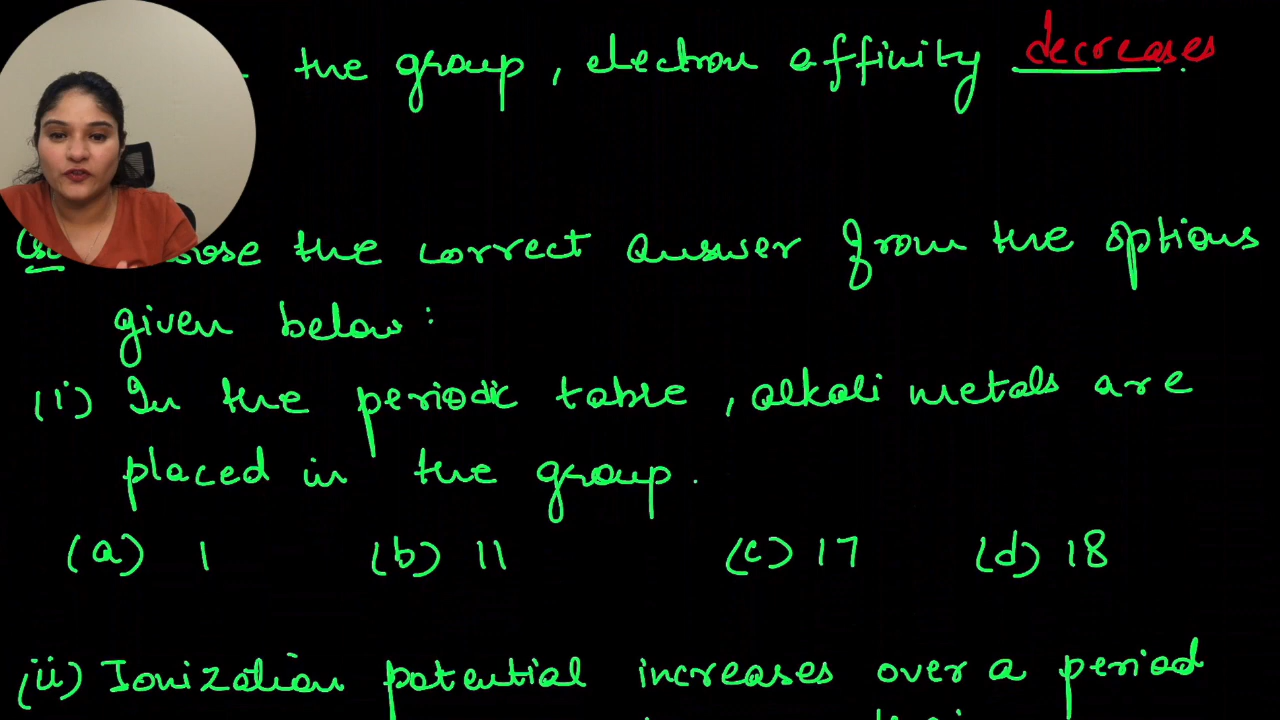 the group, electron affinity decreases.
the correct answer from the options
given below:
(i) In the periodic table, alkali metals are
placed in the group.
(a) 1 (b) 11 (c) 17 (d) 18
(ii) Ionization potential increases over a period